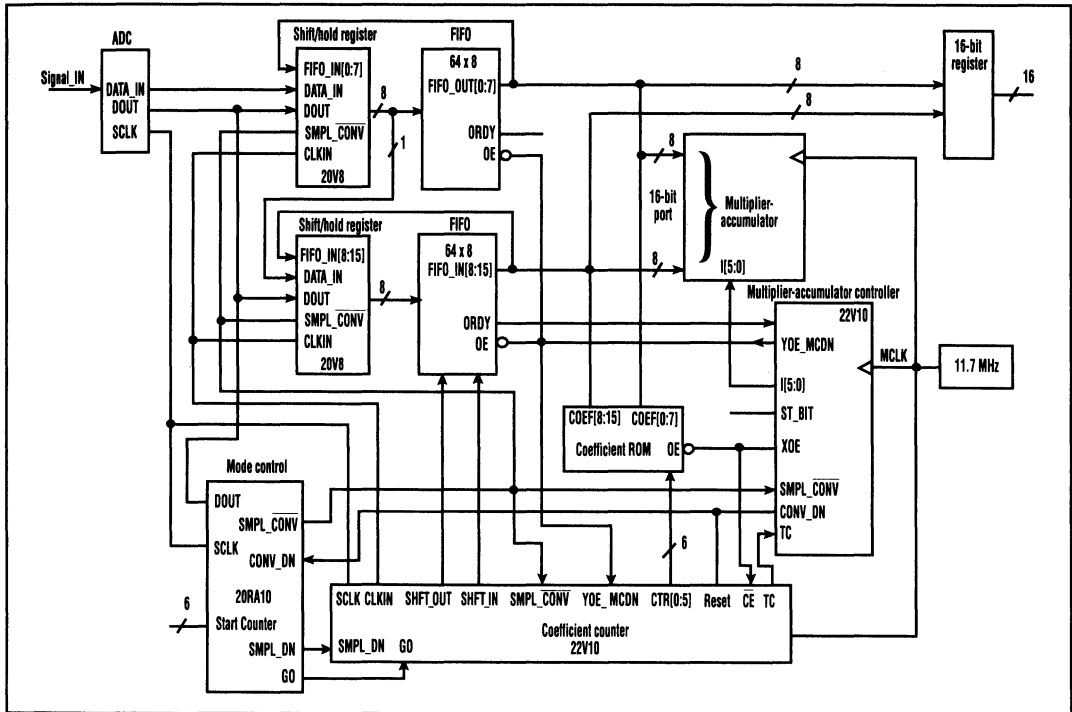 ADC
Signal_IN
DATA_IN
DOUT
SCLK
Shift/hold register
FIFO_IN[0:7]
DATA_IN
DOUT
SMPL_CONV
CLKIN
20V8
8
1
FIFO
64 x 8
FIFO_OUT[0:7]
ORDY
OE
8
8
16-bit
register
16
Shift/hold register
FIFO_IN[8:15]
DATA_IN
DOUT
SMPL_CONV
CLKIN
20V8
8
FIFO
64 x 8
FIFO_IN[8:15]
ORDY
OE
8
16-bit
port
8
Multiplier-
accumulator
I[5:0]
Multiplier-accumulator controller
22V10
YOE_MCDN
I[5:0]
ST_BIT
XOE
SMPL_CONV
CONV_DN
TC
MCLK
11.7 MHz
COEF[8:15] COEF[0:7]
Coefficient ROM OE
6
Mode control
DOUT
SMPL_CONV
SCLK
CONV_DN
20RA10
6
Start Counter
SMPL_DN
GO
SCLK CLKIN SHFT_OUT SHFT_IN SMPL_CONV YOE_MCDN CTR[0:5] Reset CE TC
Coefficient counter
22V10
SMPL_DN GO